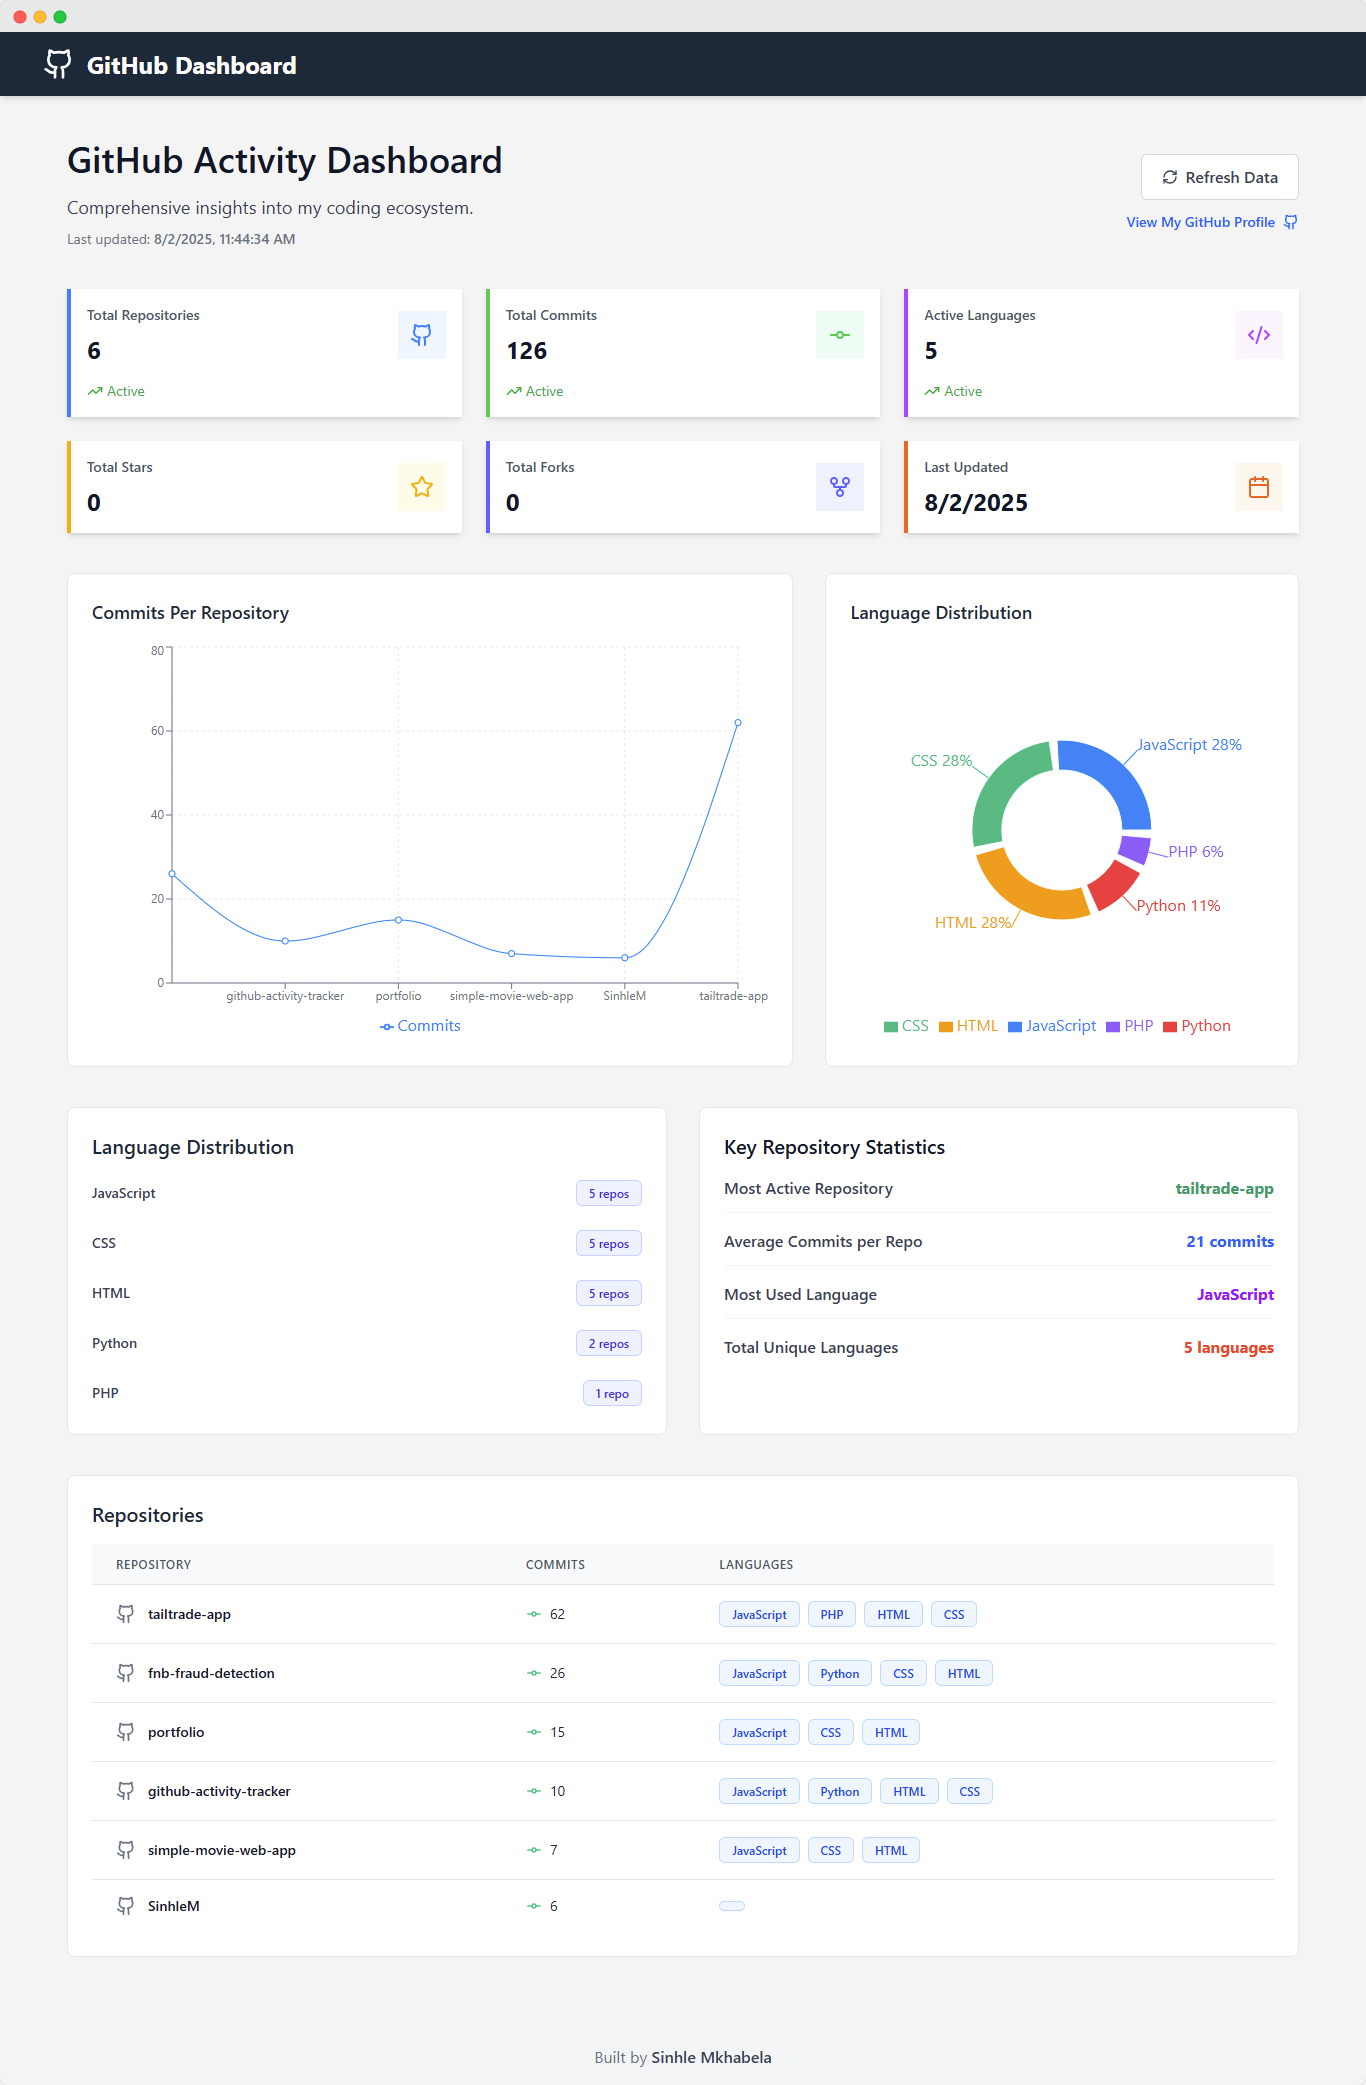 GitHub Dashboard
GitHub Activity Dashboard
Comprehensive insights into my coding ecosystem.
Last updated: 8/2/2025, 11:44:34 AM
Refresh Data
View My GitHub Profile
Total Repositories
6
Active
Total Commits
126
Active
Active Languages
5
Active
Total Stars
0
Total Forks
0
Last Updated
8/2/2025
Commits Per Repository
80
60
40
20
0
github-activity-tracker portfolio simple-movie-web-app SinhleM tailtrade-app
Commits
Language Distribution
JavaScript 28%
CSS 28%
PHP 6%
Python 11%
HTML 28%
CSS HTML JavaScript PHP Python
Language Distribution
JavaScript 5 repos
CSS 5 repos
HTML 5 repos
Python 2 repos
PHP 1 repo
Key Repository Statistics
Most Active Repository tailtrade-app
Average Commits per Repo 21 commits
Most Used Language JavaScript
Total Unique Languages 5 languages
Repositories
REPOSITORY COMMITS LANGUAGES
tailtrade-app 62 JavaScript PHP HTML CSS
fnb-fraud-detection 26 JavaScript Python CSS HTML
portfolio 15 JavaScript CSS HTML
github-activity-tracker 10 JavaScript Python HTML CSS
simple-movie-web-app 7 JavaScript CSS HTML
SinhleM 6
Built by Sinhle Mkhabela